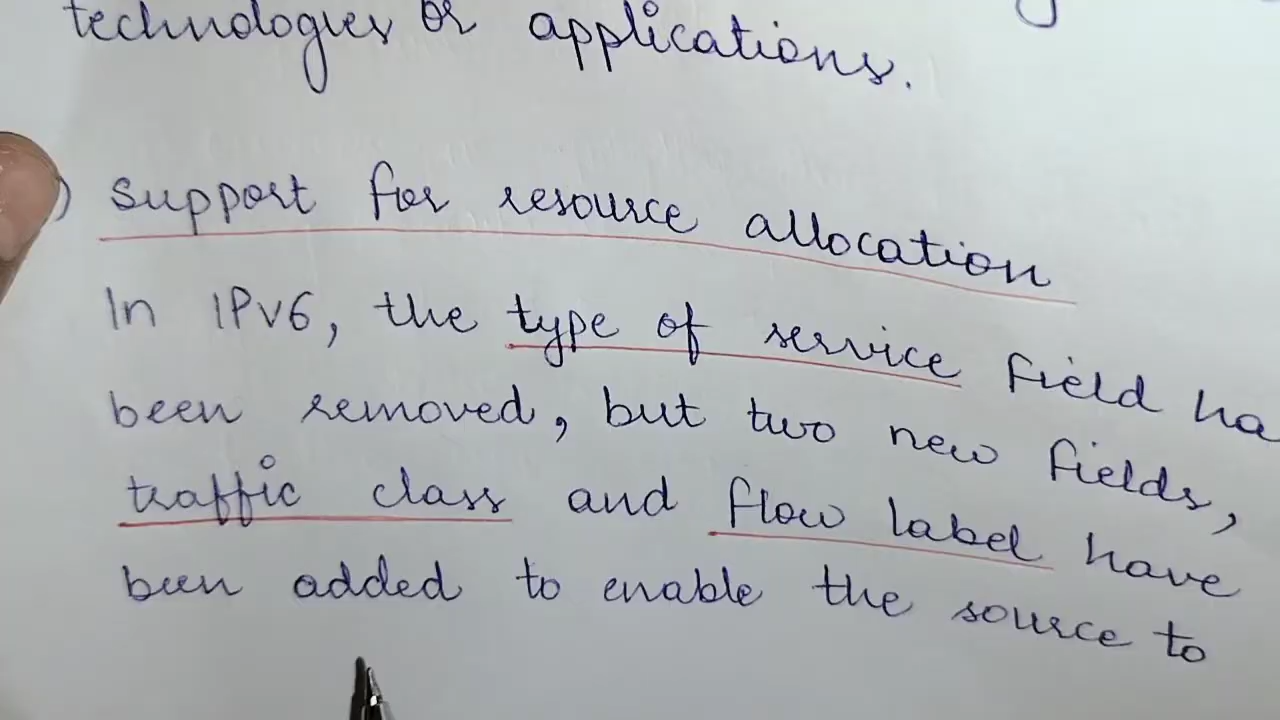 technologies or applications.
) Support for resource allocation
In IPv6, the type of service field ha
been removed, but two new fields,
traffic class and flow label have
been added to enable the source to